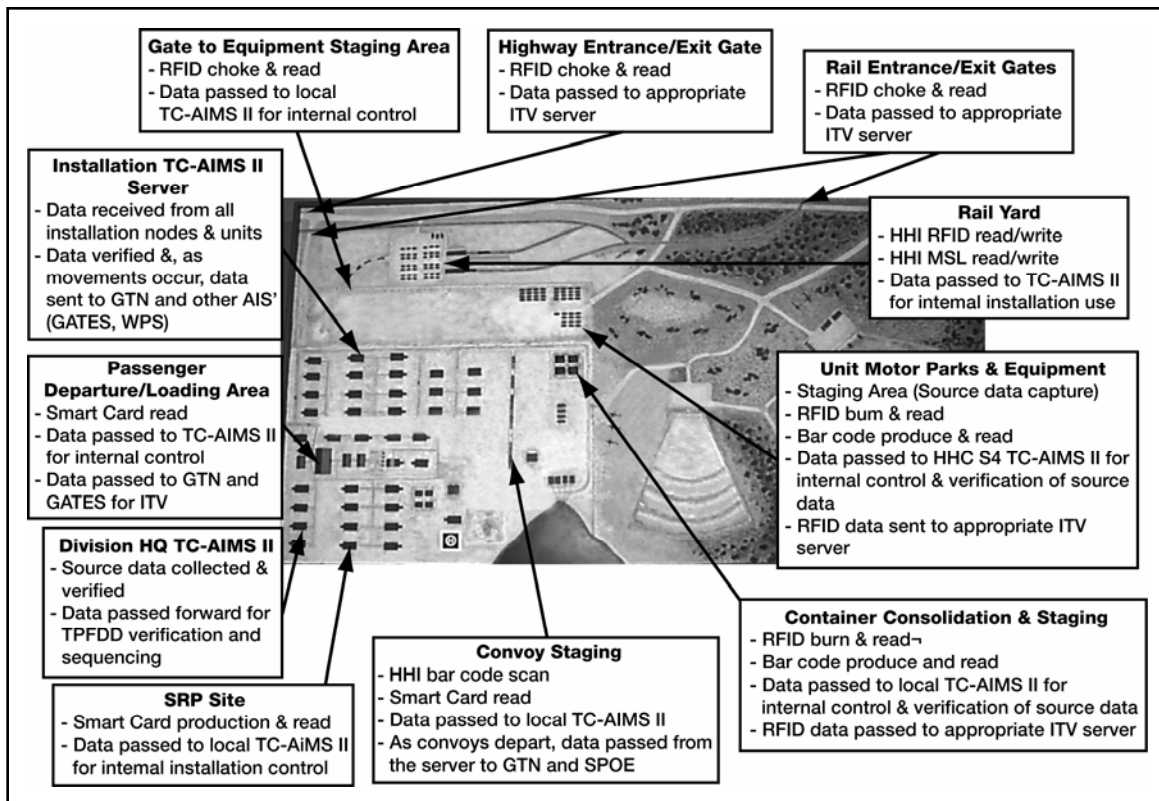 Gate to Equipment Staging Area
- RFID choke & read
- Data passed to local
TC-AIMS II for internal control
Highway Entrance/Exit Gate
- RFID choke & read
- Data passed to appropriate
ITV server
Rail Entrance/Exit Gates
- RFID choke & read
- Data passed to appropriate
ITV server
Installation TC-AIMS II
Server
- Data received from all
installation nodes & units
- Data verified &, as
movements occur, data
sent to GTN and other AIS'
(GATES, WPS)
Rail Yard
- HHI RFID read/write
- HHI MSL read/write
- Data passed to TC-AIMS II
for internal installation use
Passenger
Departure/Loading Area
- Smart Card read
- Data passed to TC-AIMS II
for internal control
- Data passed to GTN and
GATES for ITV
Unit Motor Parks & Equipment
- Staging Area (Source data capture)
- RFID burn & read
- Bar code produce & read
- Data passed to HHC S4 TC-AIMS II for
internal control & verification of source
data
- RFID data sent to appropriate ITV
server
Division HQ TC-AIMS II
- Source data collected &
verified
- Data passed forward for
TPFDD verification and
sequencing
H
SRP Site
- Smart Card production & read
- Data passed to local TC-AiMS II
for internal installation control
Convoy Staging
- HHI bar code scan
- Smart Card read
- Data passed to local TC-AIMS II
- As convoys depart, data passed from
the server to GTN and SPOE
Container Consolidation & Staging
- RFID burn & read¬
- Bar code produce and read
- Data passed to local TC-AIMS II for
internal control & verification of source data
- RFID data passed to appropriate ITV server